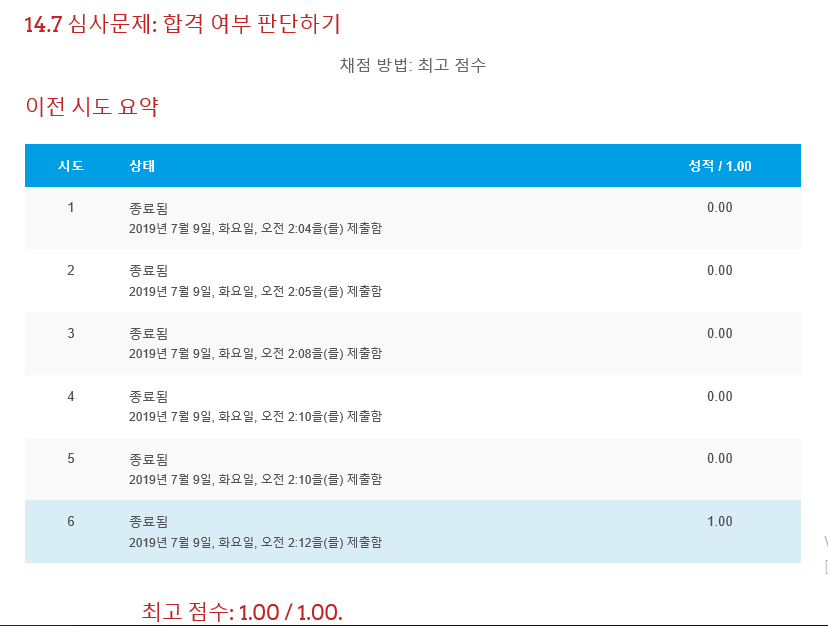 14.7 심사문제: 합격 여부 판단하기
채점 방법: 최고 점수
이전 시도 요약
시도 상태 성적 / 1.00
1 종료됨 0.00
2019년 7월 9일, 화요일, 오전 2:04을(를) 제출함
2 종료됨 0.00
2019년 7월 9일, 화요일, 오전 2:05을(를) 제출함
3 종료됨 0.00
2019년 7월 9일, 화요일, 오전 2:08을(를) 제출함
4 종료됨 0.00
2019년 7월 9일, 화요일, 오전 2:10을(를) 제출함
5 종료됨 0.00
2019년 7월 9일, 화요일, 오전 2:10을(를) 제출함
6 종료됨 1.00
2019년 7월 9일, 화요일, 오전 2:12을(를) 제출함
최고 점수: 1.00 / 1.00.